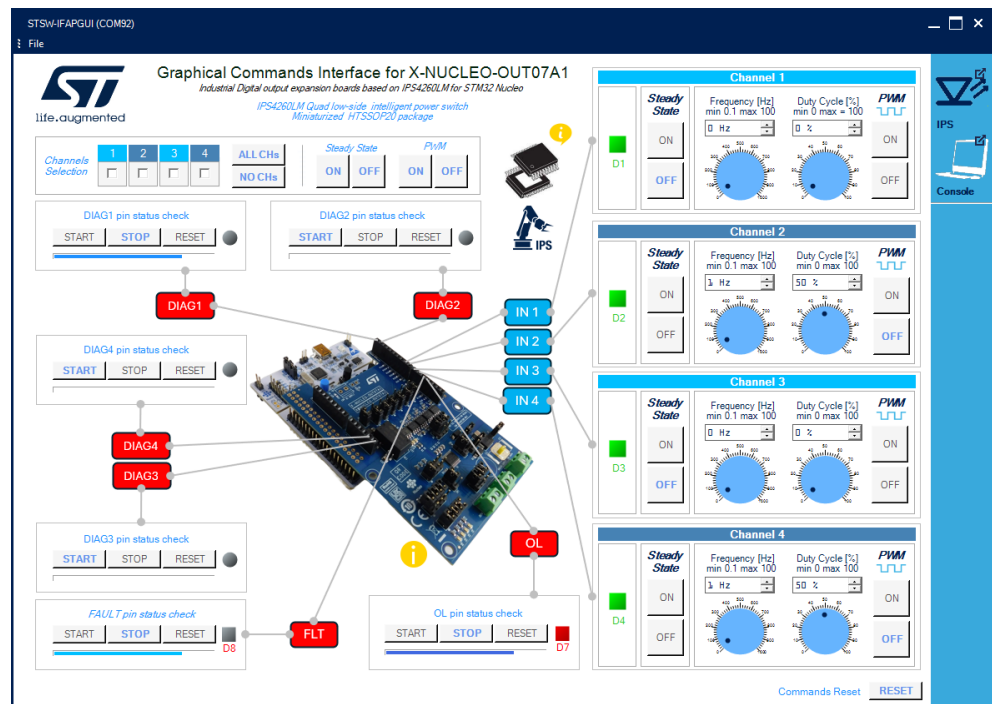 STSW-IFAPGUI (COM92)
File
ST
life.augmented
Graphical Commands Interface for X-NUCLEO-OUT07A1
Industrial Digital output expansion boards based on IPS4260LM for STM32 Nucleo
IPS4260LM Quad low-side intelligent power switch
Miniaturized HTSSOP20 package
Channels
Selection
1 2 3 4
ALL CHs
NO CHs
Steady State
ON OFF
PWM
ON OFF
i
IPS
DIAG1 pin status check
START STOP RESET
DIAG2 pin status check
START STOP RESET
DIAG1
DIAG2
DIAG4 pin status check
START STOP RESET
DIAG4
DIAG3
DIAG3 pin status check
START STOP RESET
FAULT pin status check
START STOP RESET
D8
FLT
OL
OL pin status check
START STOP RESET
D7
i
IN 1
IN 2
IN 3
IN 4
Channel 1
D1
Steady
State
ON
OFF
Frequency [Hz]
min 0.1 max 100
0 Hz
Duty Cycle [%]
min 0 max = 100
0 %
PWM
ON
OFF
Channel 2
D2
Steady
State
ON
OFF
Frequency [Hz]
min 0.1 max 100
1 Hz
Duty Cycle [%]
min 0 max 100
50 %
PWM
ON
OFF
Channel 3
D3
Steady
State
ON
OFF
Frequency [Hz]
min 0.1 max 100
0 Hz
Duty Cycle [%]
min 0 max 100
0 %
PWM
ON
OFF
Channel 4
D4
Steady
State
ON
OFF
Frequency [Hz]
min 0.1 max 100
1 Hz
Duty Cycle [%]
min 0 max 100
50 %
PWM
ON
OFF
Commands Reset RESET
IPS
Console